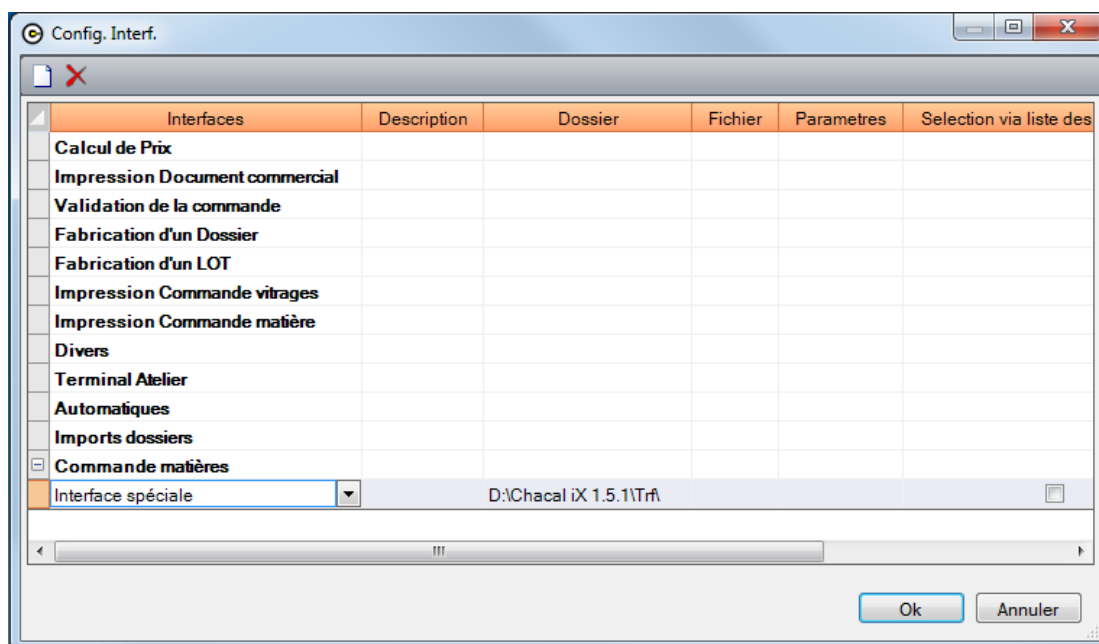 Config. Interf.
Interfaces Description Dossier Fichier Parametres Selection via liste des
Calcul de Prix
Impression Document commercial
Validation de la commande
Fabrication d'un Dossier
Fabrication d'un LOT
Impression Commande vitrages
Impression Commande matière
Divers
Terminal Atelier
Automatiques
Imports dossiers
Commande matières
Interface spéciale D:\Chacal iX 1.5.1\Trf\
Ok Annuler